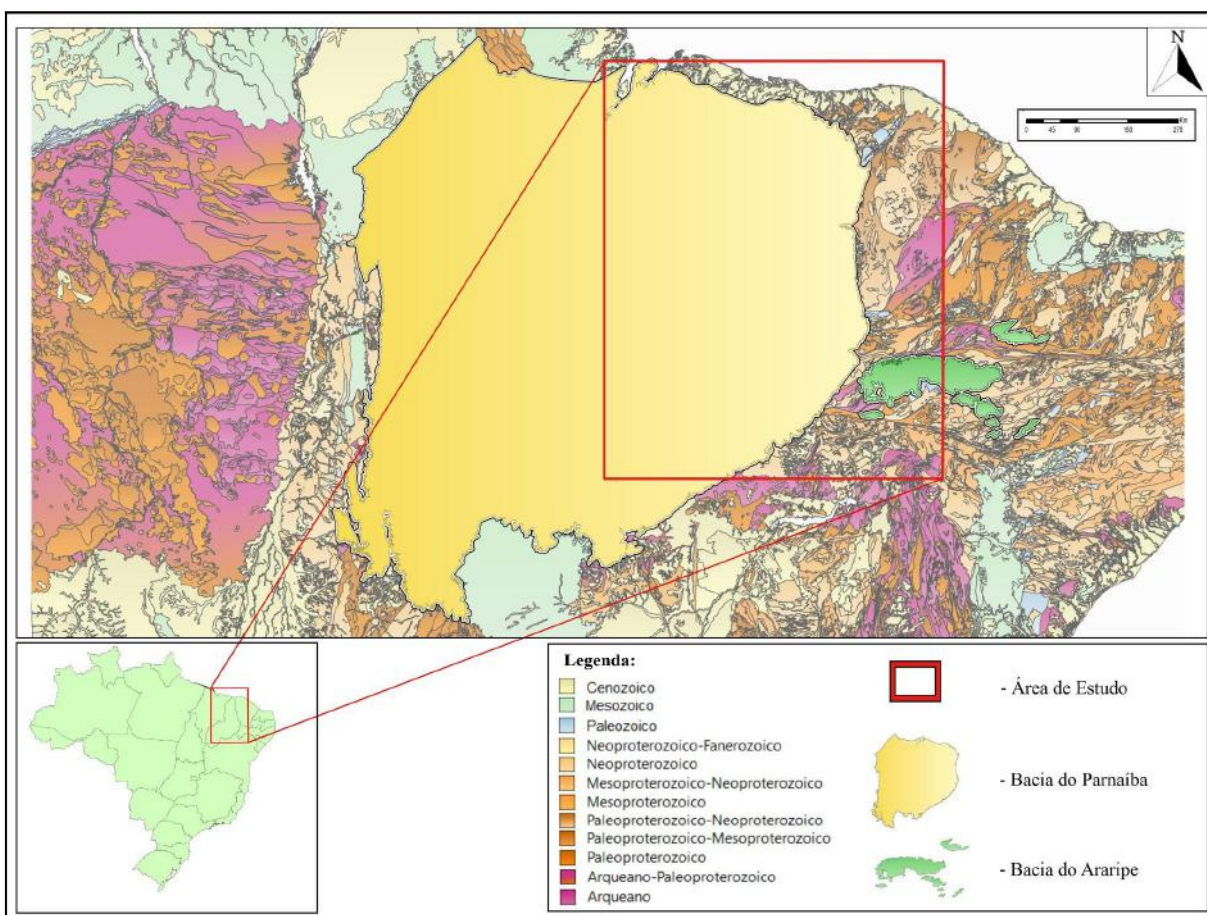 N
Km
0 45 90 180 270
Legenda:
Cenozoico
Mesozoico
Paleozoico
Neoproterozoico-Fanerozoico
Neoproterozoico
Mesoproterozoico-Neoproterozoico
Mesoproterozoico
Paleoproterozoico-Neoproterozoico
Paleoproterozoico-Mesoproterozoico
Paleoproterozoico
Arqueano-Paleoproterozoico
Arqueano
- Área de Estudo
- Bacia do Parnaíba
- Bacia do Araripe